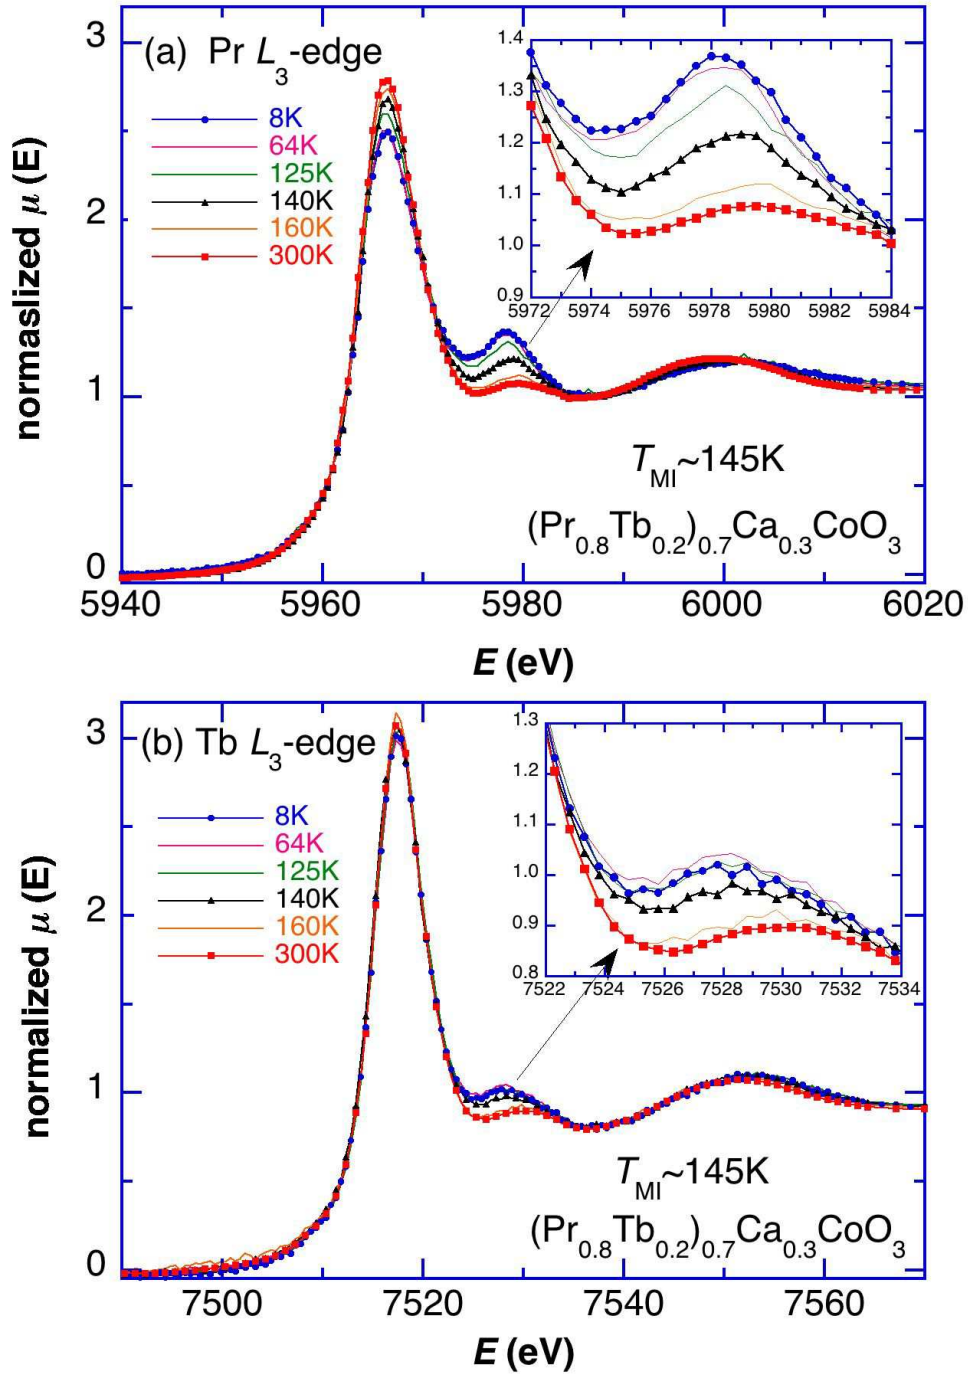 (a) Pr L3-edge
8K
64K
125K
140K
160K
300K
normaslized μ (E)
3
2
1
0
1.4
1.3
1.2
1.1
1.0
0.9
5972 5974 5976 5978 5980 5982 5984
TMI~145K
(Pr0.8Tb0.2)0.7Ca0.3CoO3
5940 5960 5980 6000 6020
E (eV)
(b) Tb L3-edge
8K
64K
125K
140K
160K
300K
normalized μ (E)
3
2
1
0
1.3
1.2
1.1
1.0
0.9
0.8
7522 7524 7526 7528 7530 7532 7534
TMI~145K
(Pr0.8Tb0.2)0.7Ca0.3CoO3
7500 7520 7540 7560
E (eV)